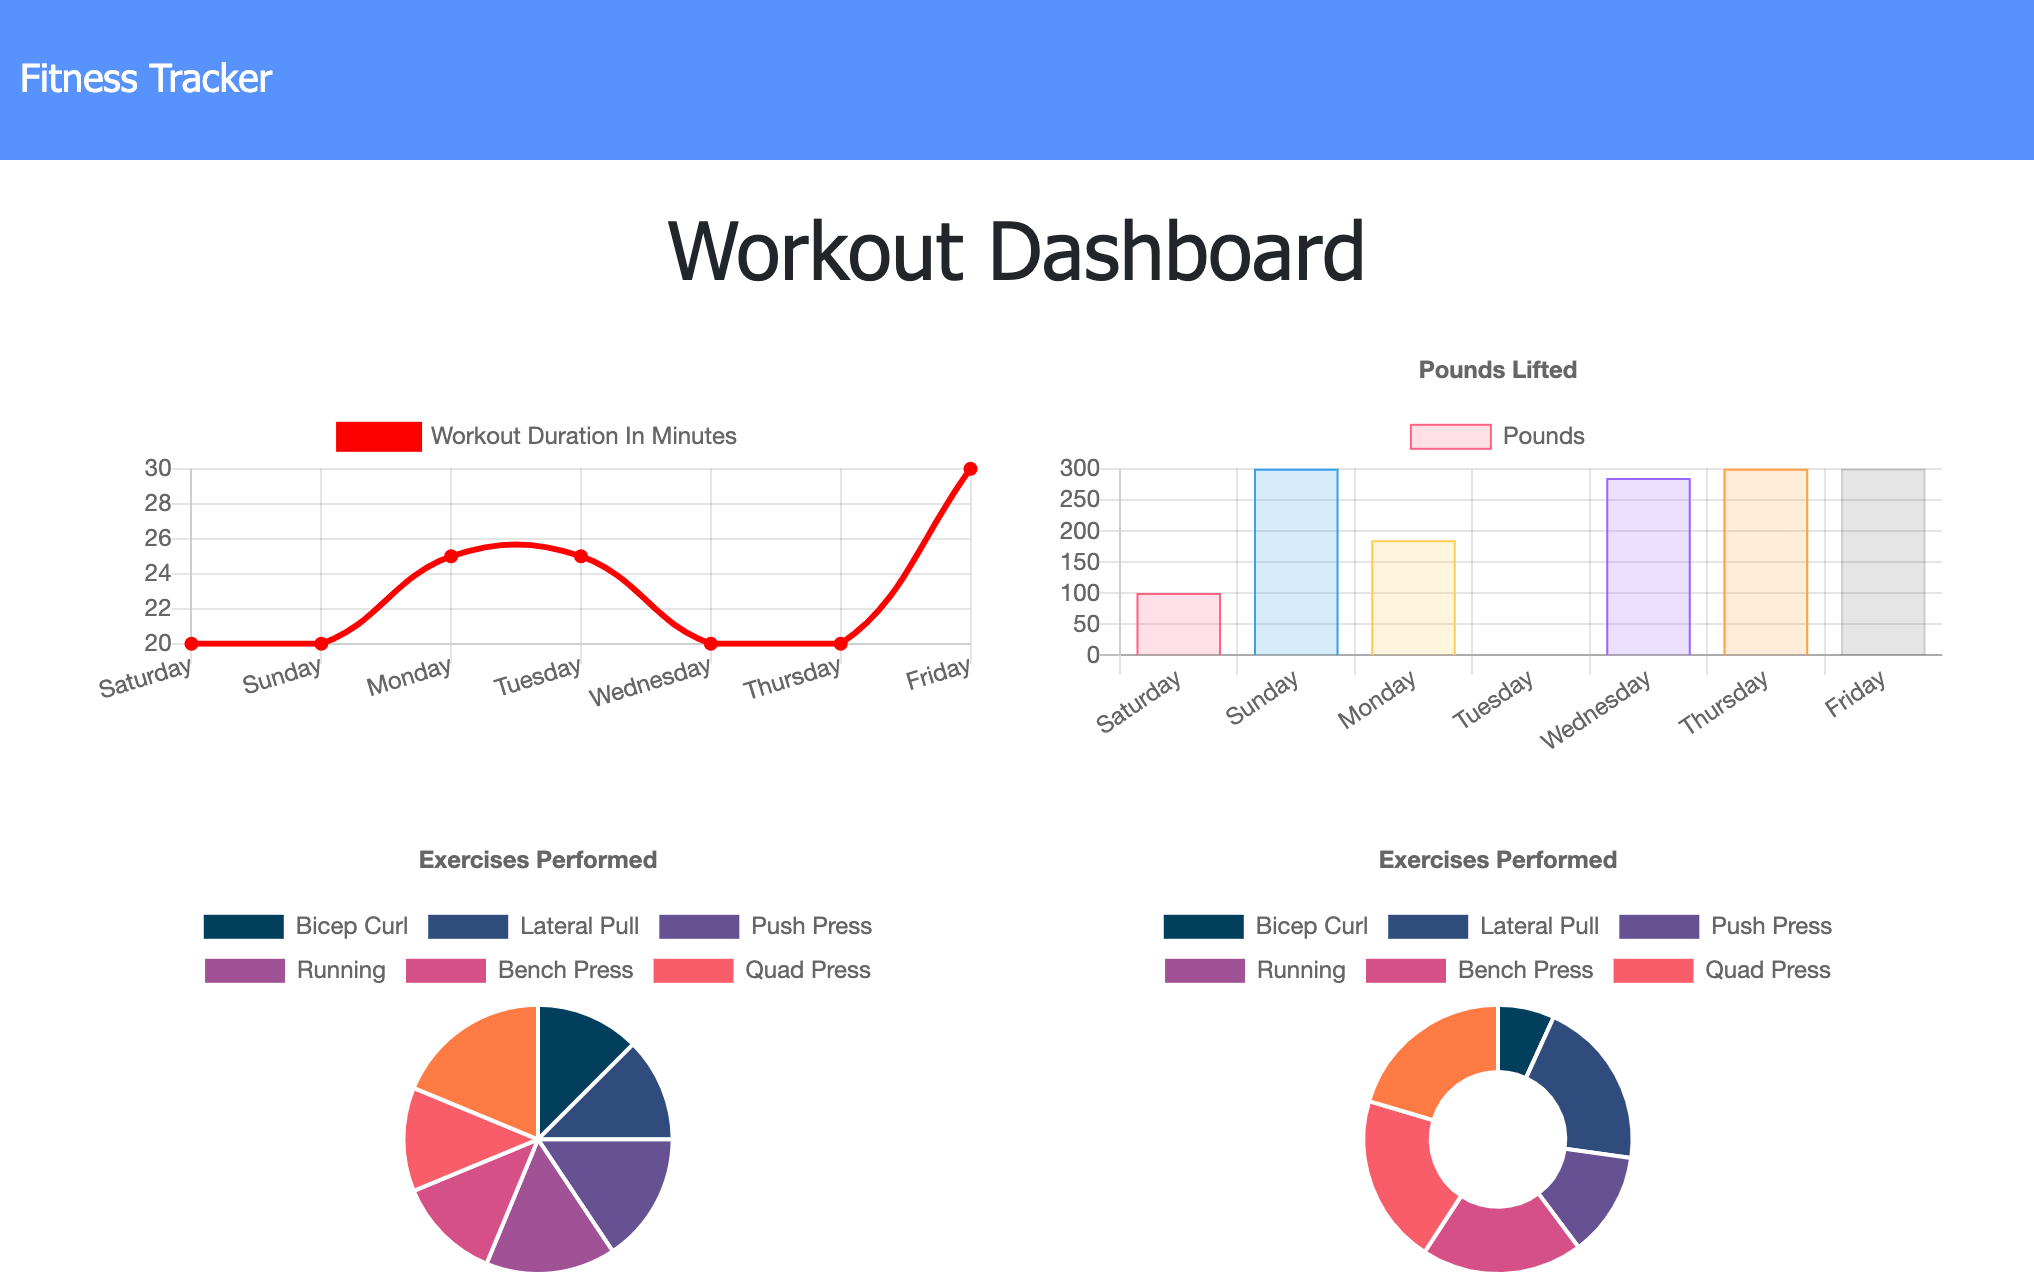 Fitness Tracker
Workout Dashboard
Workout Duration In Minutes
30
28
26
24
22
20
Saturday Sunday Monday Tuesday Wednesday Thursday Friday
Pounds Lifted
Pounds
300
250
200
150
100
50
0
Saturday Sunday Monday Tuesday Wednesday Thursday Friday
Exercises Performed
Bicep Curl Lateral Pull Push Press
Running Bench Press Quad Press
Exercises Performed
Bicep Curl Lateral Pull Push Press
Running Bench Press Quad Press